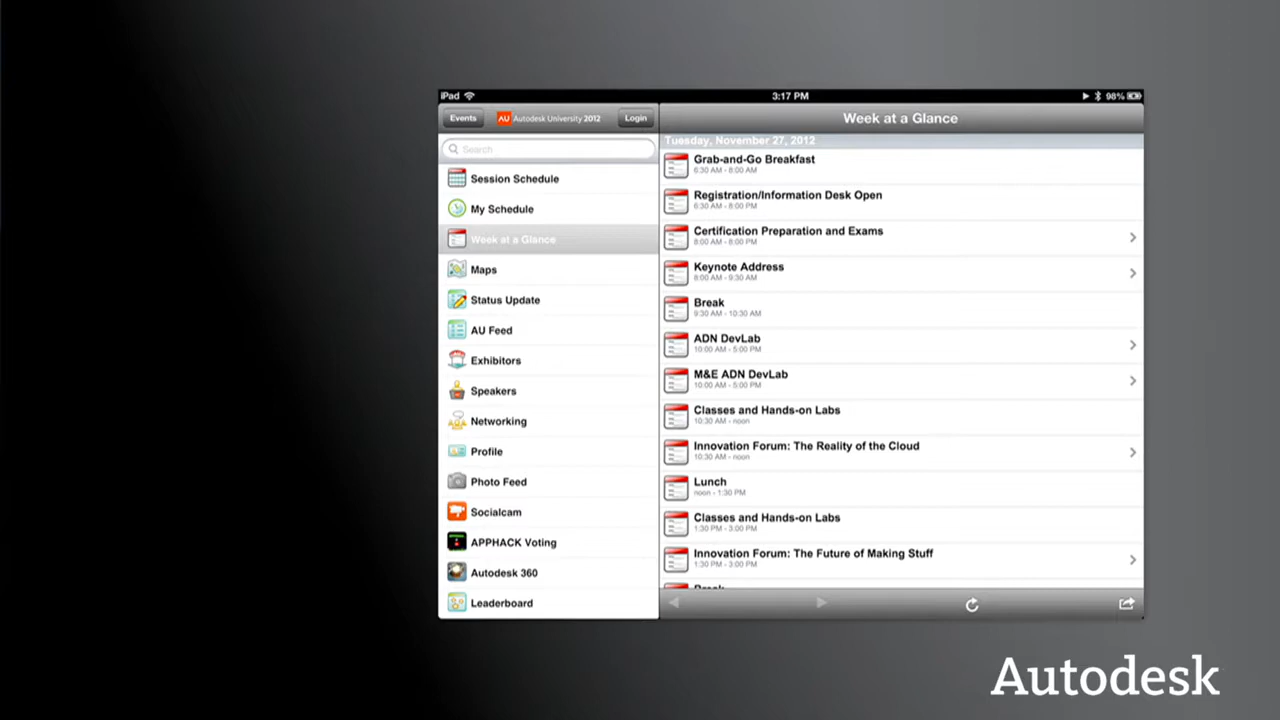 iPad
3:17 PM
98%
Events
AU Autodesk University 2012
Login
Search
Session Schedule
My Schedule
Week at a Glance
Maps
Status Update
AU Feed
Exhibitors
Speakers
Networking
Profile
Photo Feed
Socialcam
APPHACK Voting
Autodesk 360
Leaderboard
Week at a Glance
Tuesday, November 27, 2012
Grab-and-Go Breakfast
6:30 AM - 8:00 AM
Registration/Information Desk Open
6:30 AM - 8:00 PM
Certification Preparation and Exams
8:00 AM - 8:00 PM
Keynote Address
8:00 AM - 9:30 AM
Break
9:30 AM - 10:30 AM
ADN DevLab
10:00 AM - 5:00 PM
M&E ADN DevLab
10:00 AM - 5:00 PM
Classes and Hands-on Labs
10:30 AM - noon
Innovation Forum: The Reality of the Cloud
10:30 AM - noon
Lunch
noon - 1:30 PM
Classes and Hands-on Labs
1:30 PM - 3:00 PM
Innovation Forum: The Future of Making Stuff
1:30 PM - 3:00 PM
Break
Autodesk